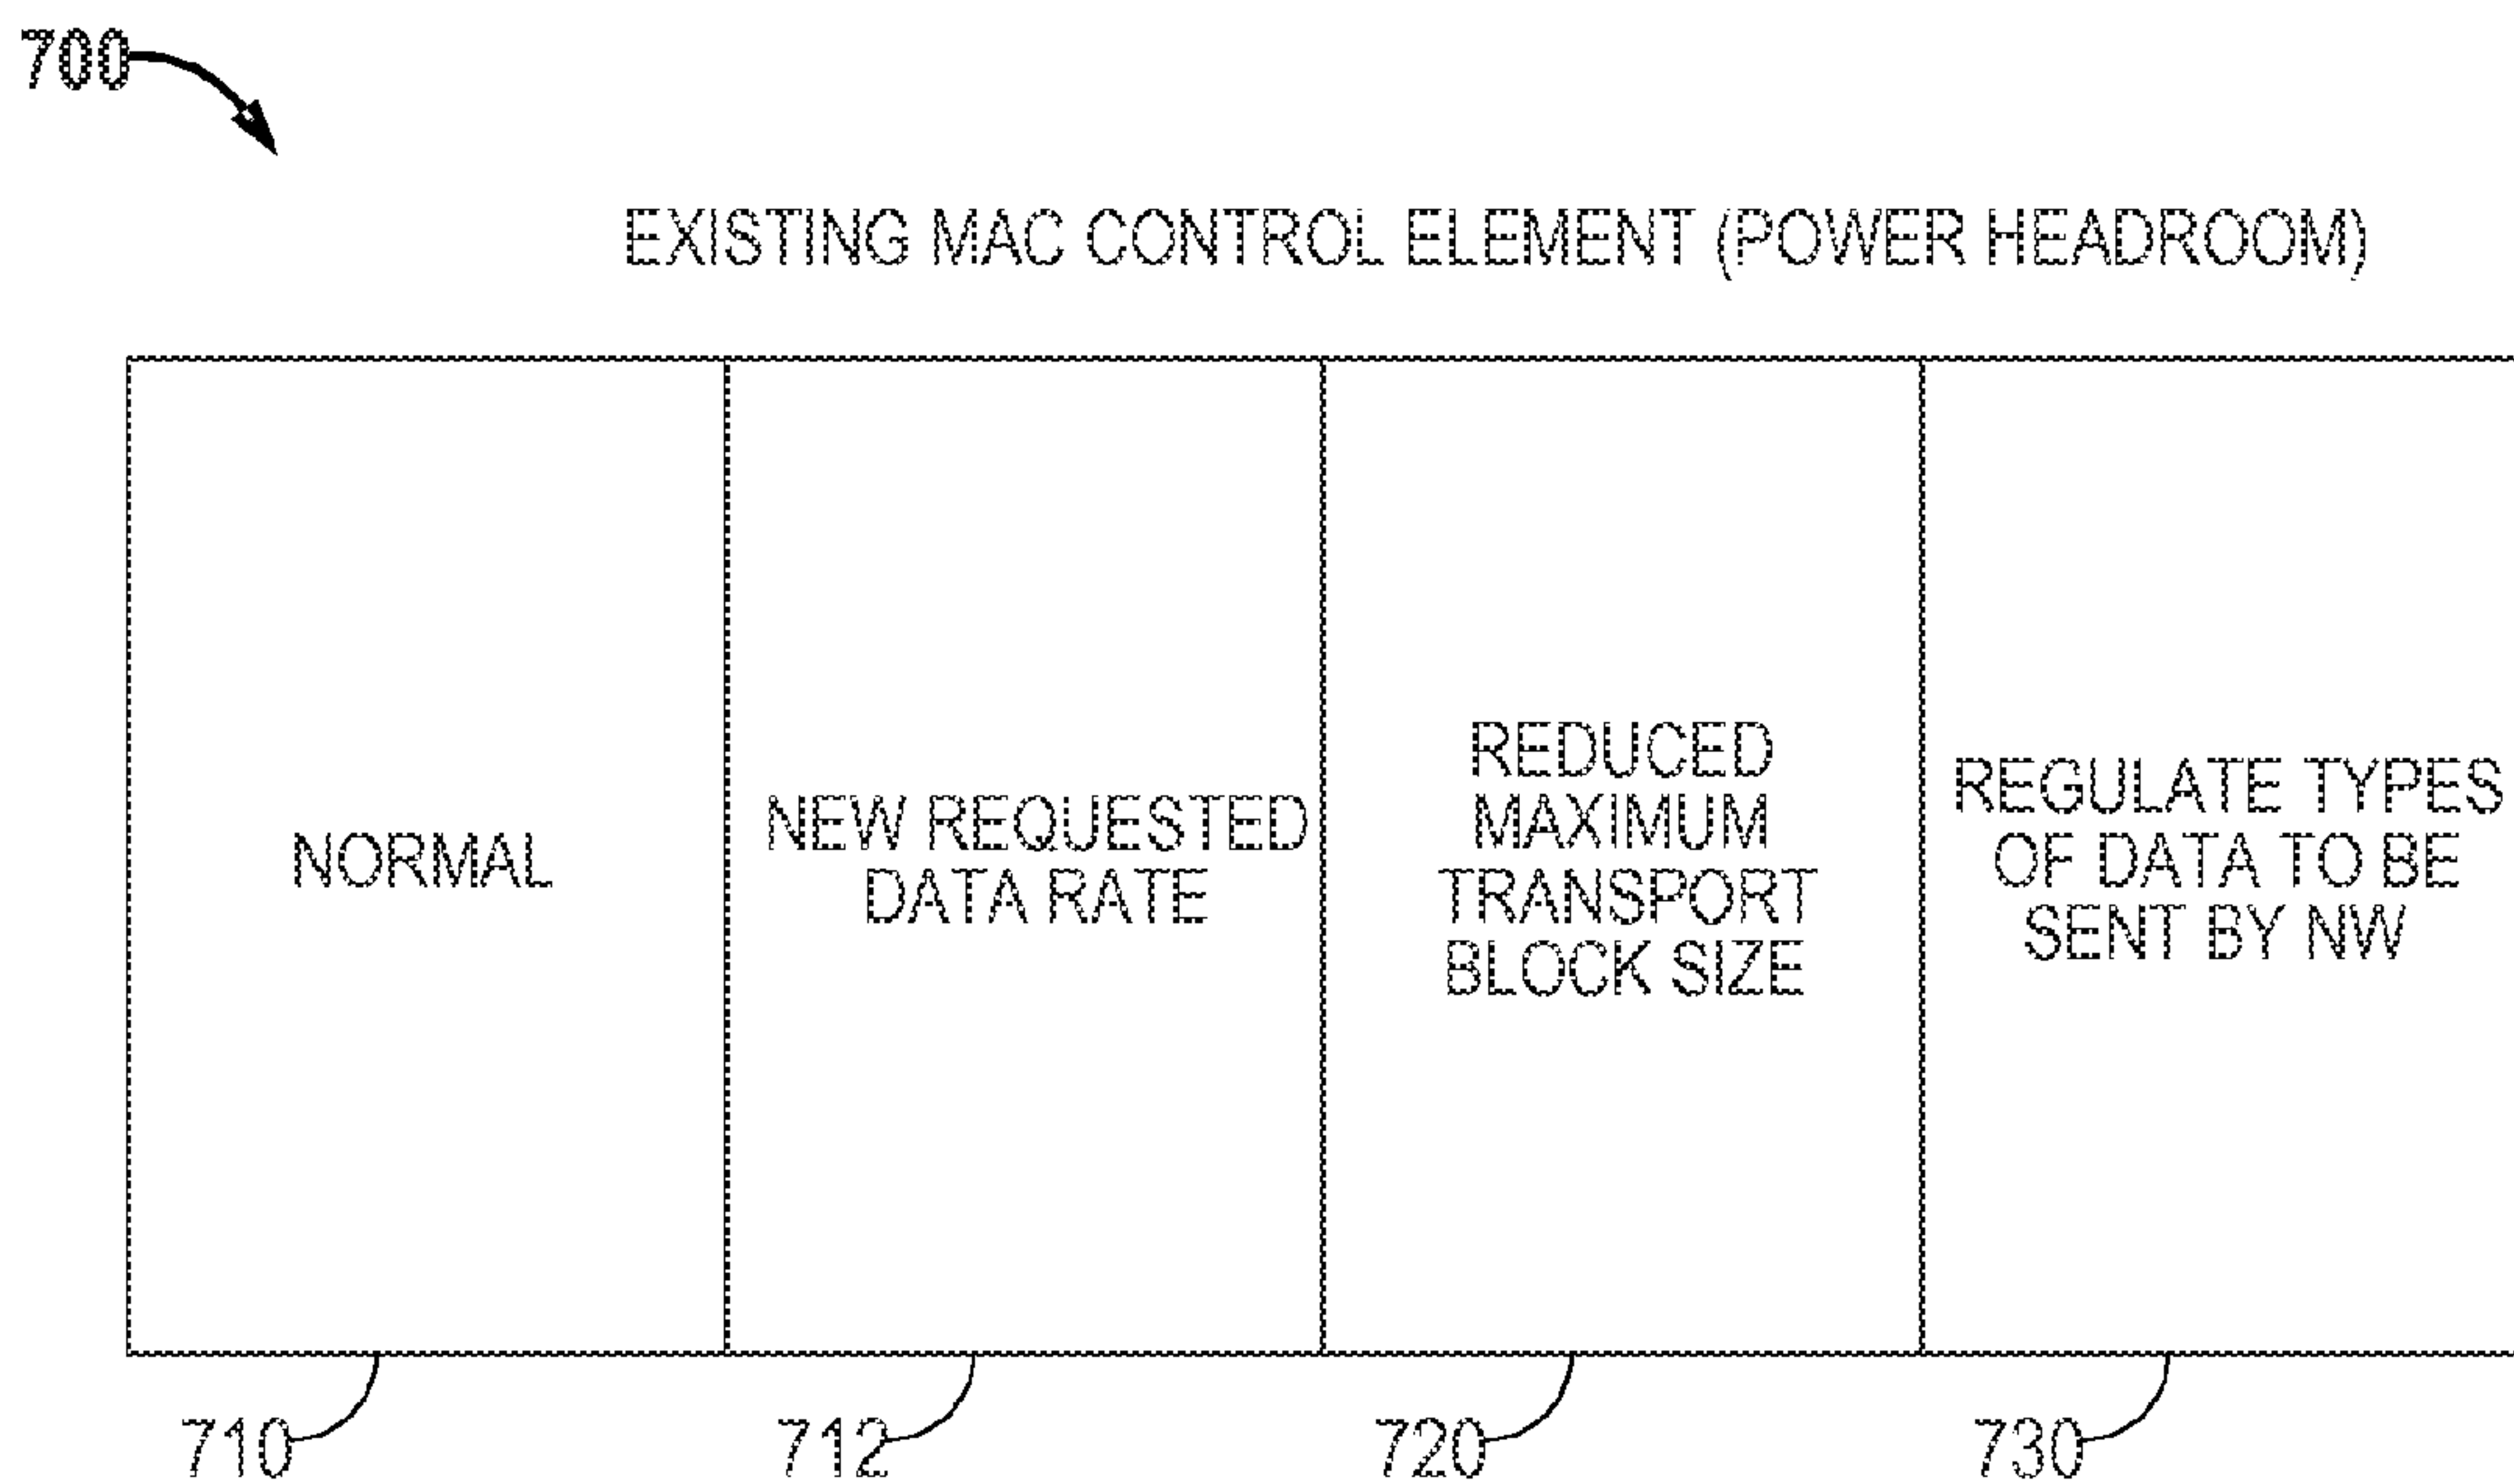 700
EXISTING MAC CONTROL ELEMENT (POWER HEADROOM)
NORMAL
NEW REQUESTED
DATA RATE
REDUCED
MAXIMUM
TRANSPORT
BLOCK SIZE
REGULATE TYPES
OF DATA TO BE
SENT BY NW
710
712
720
730